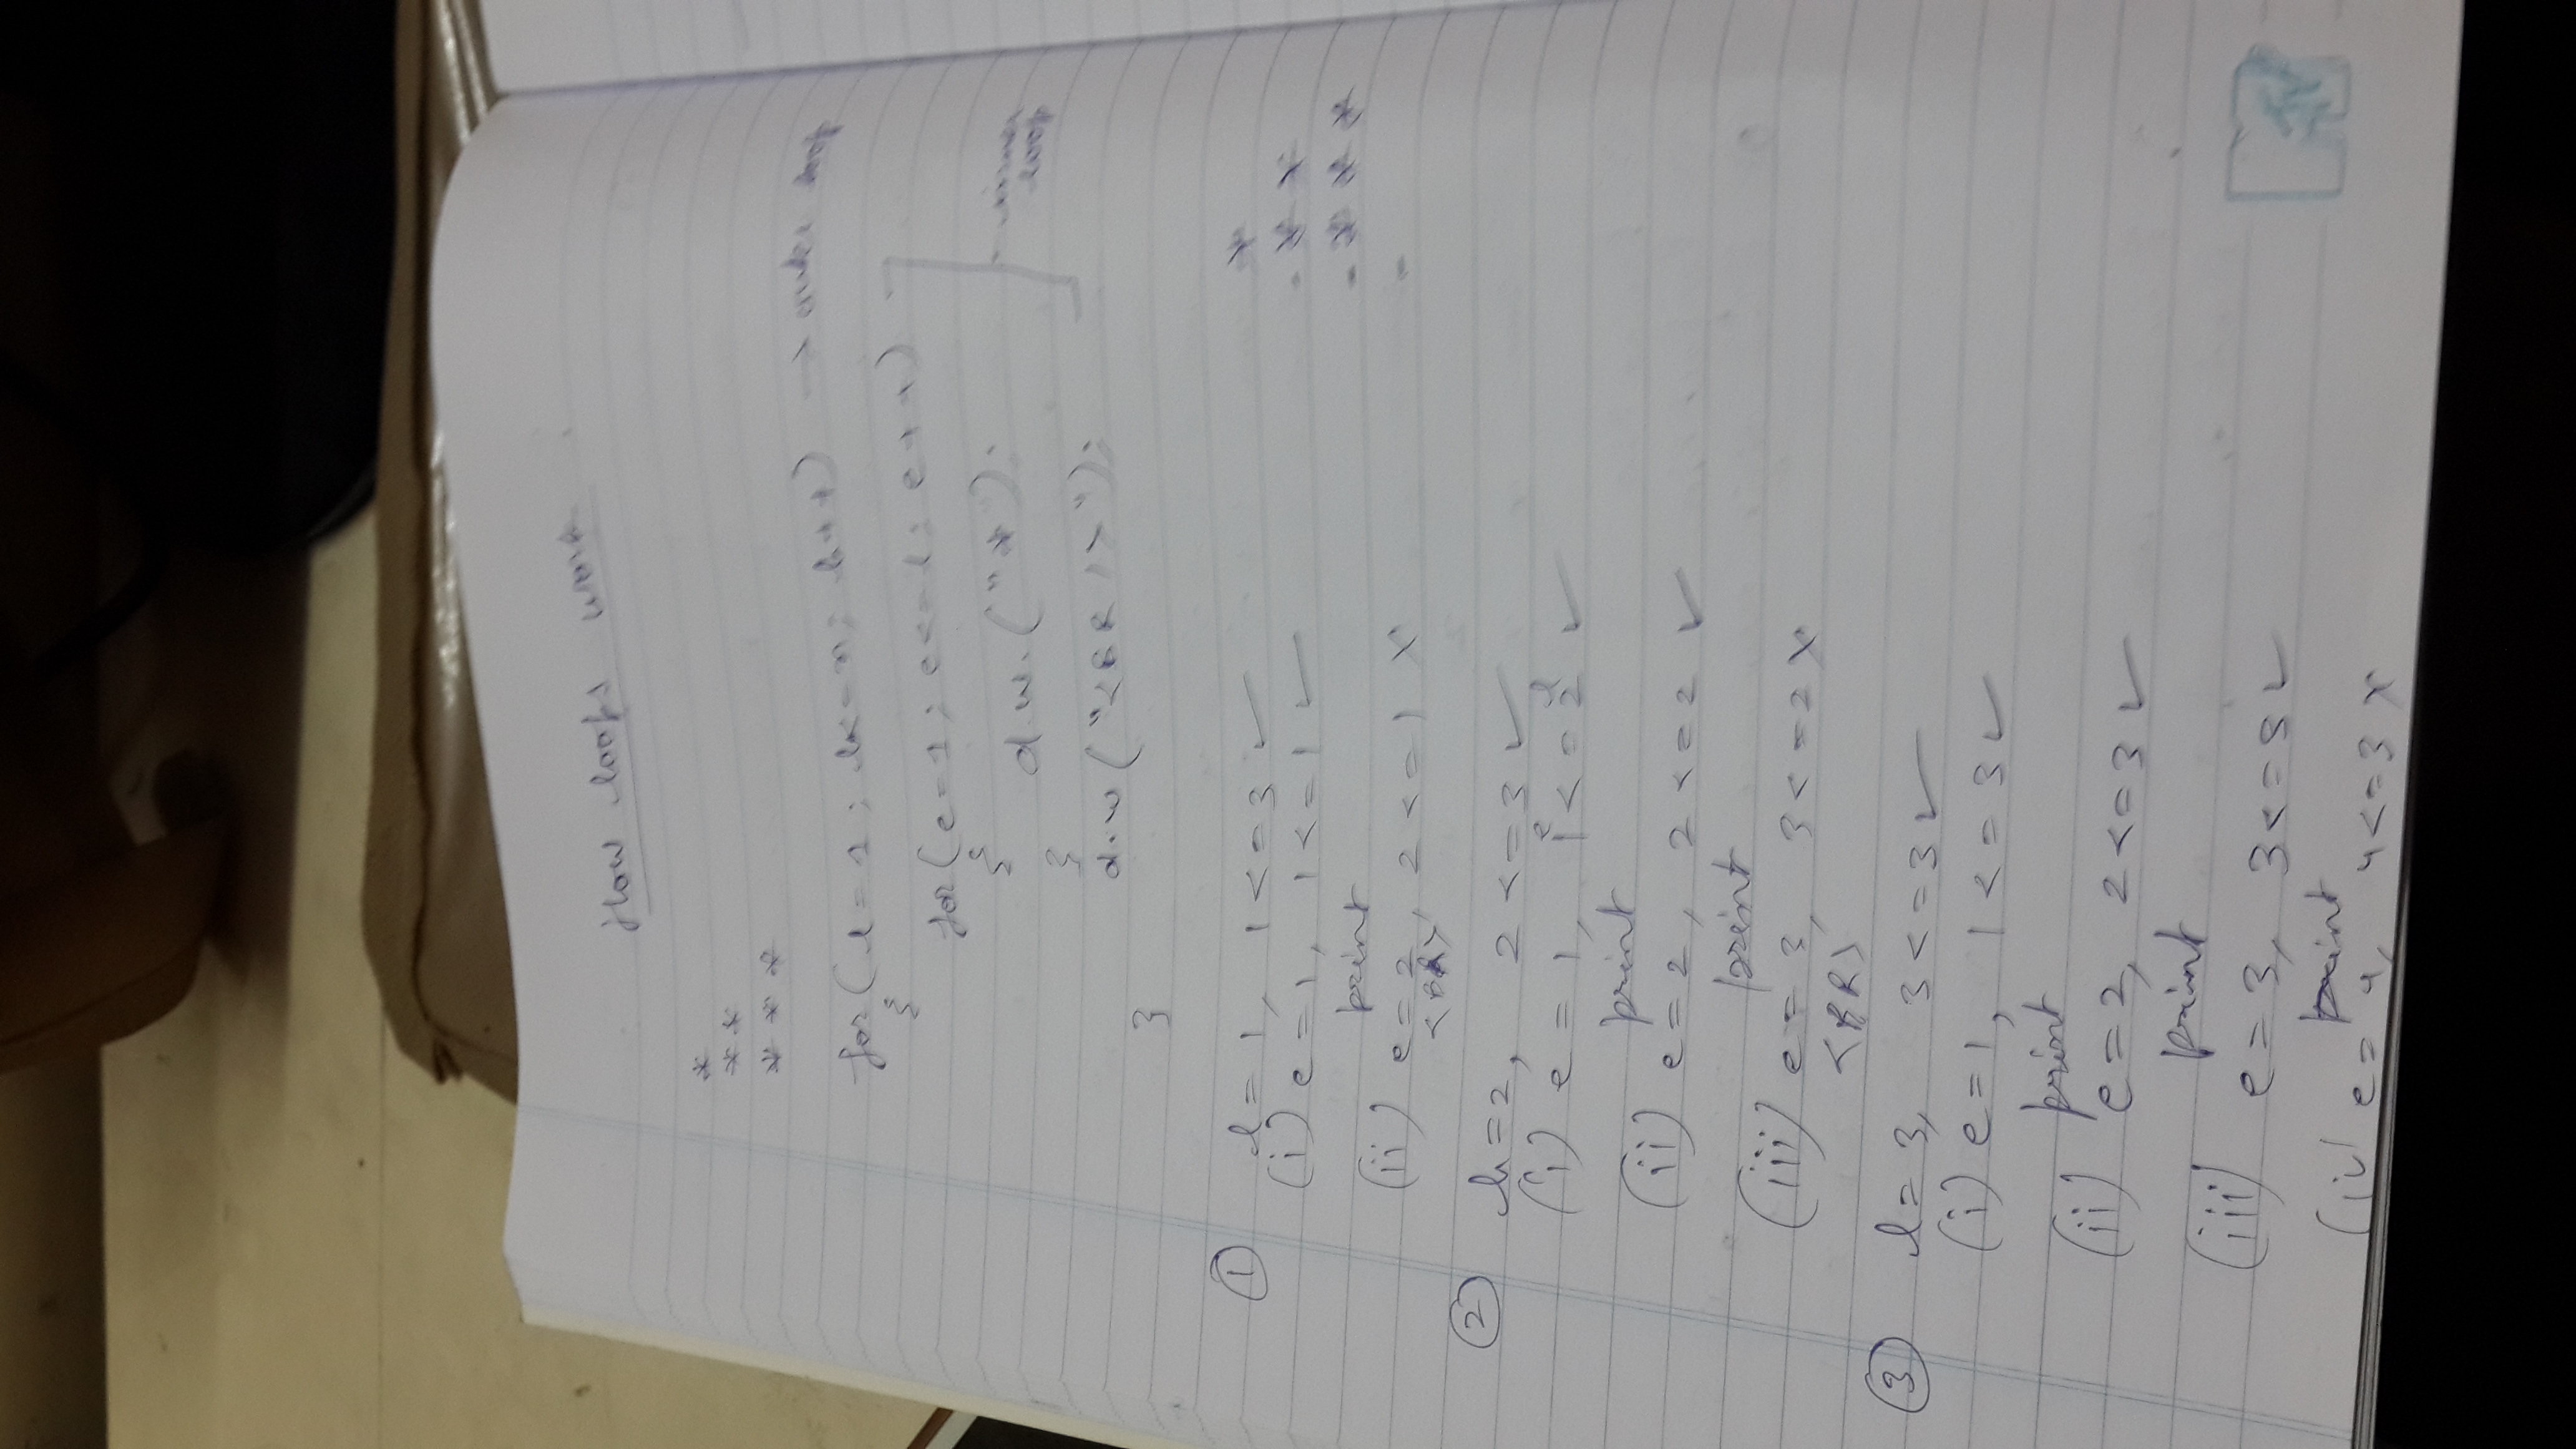 How loops work
*
* *
* * *
for ( l = 1 ; l<=n; l++) → outer loop
{
for ( e = 1 ; e<=l; e++)
{
d.w. ("*);
inner
loop
}
d.w ("<BR />");
}
① l = 1, 1 <= 3 ✓ *
(i) e = 1, 1 <= 1 ✓ - * *
print - * * *
(ii) e = 2, 2 <= 1 X -
<BR>
② l=2, 2 <= 3 ✓
e l
(i) e = 1, 1 <= 2 ✓
print
(ii) e = 2, 2 <= 2 ✓
print
(iii) e = 3, 3 <= 2 X
<BR>
③ l= 3, 3 <= 3 ✓
(i) e = 1, 1 <= 3 ✓
print
(ii) e = 2, 2 <= 3 ✓
print
(iii) e = 3, 3 <= 3 ✓
print
(iv) e = 4, 4 <= 3 X